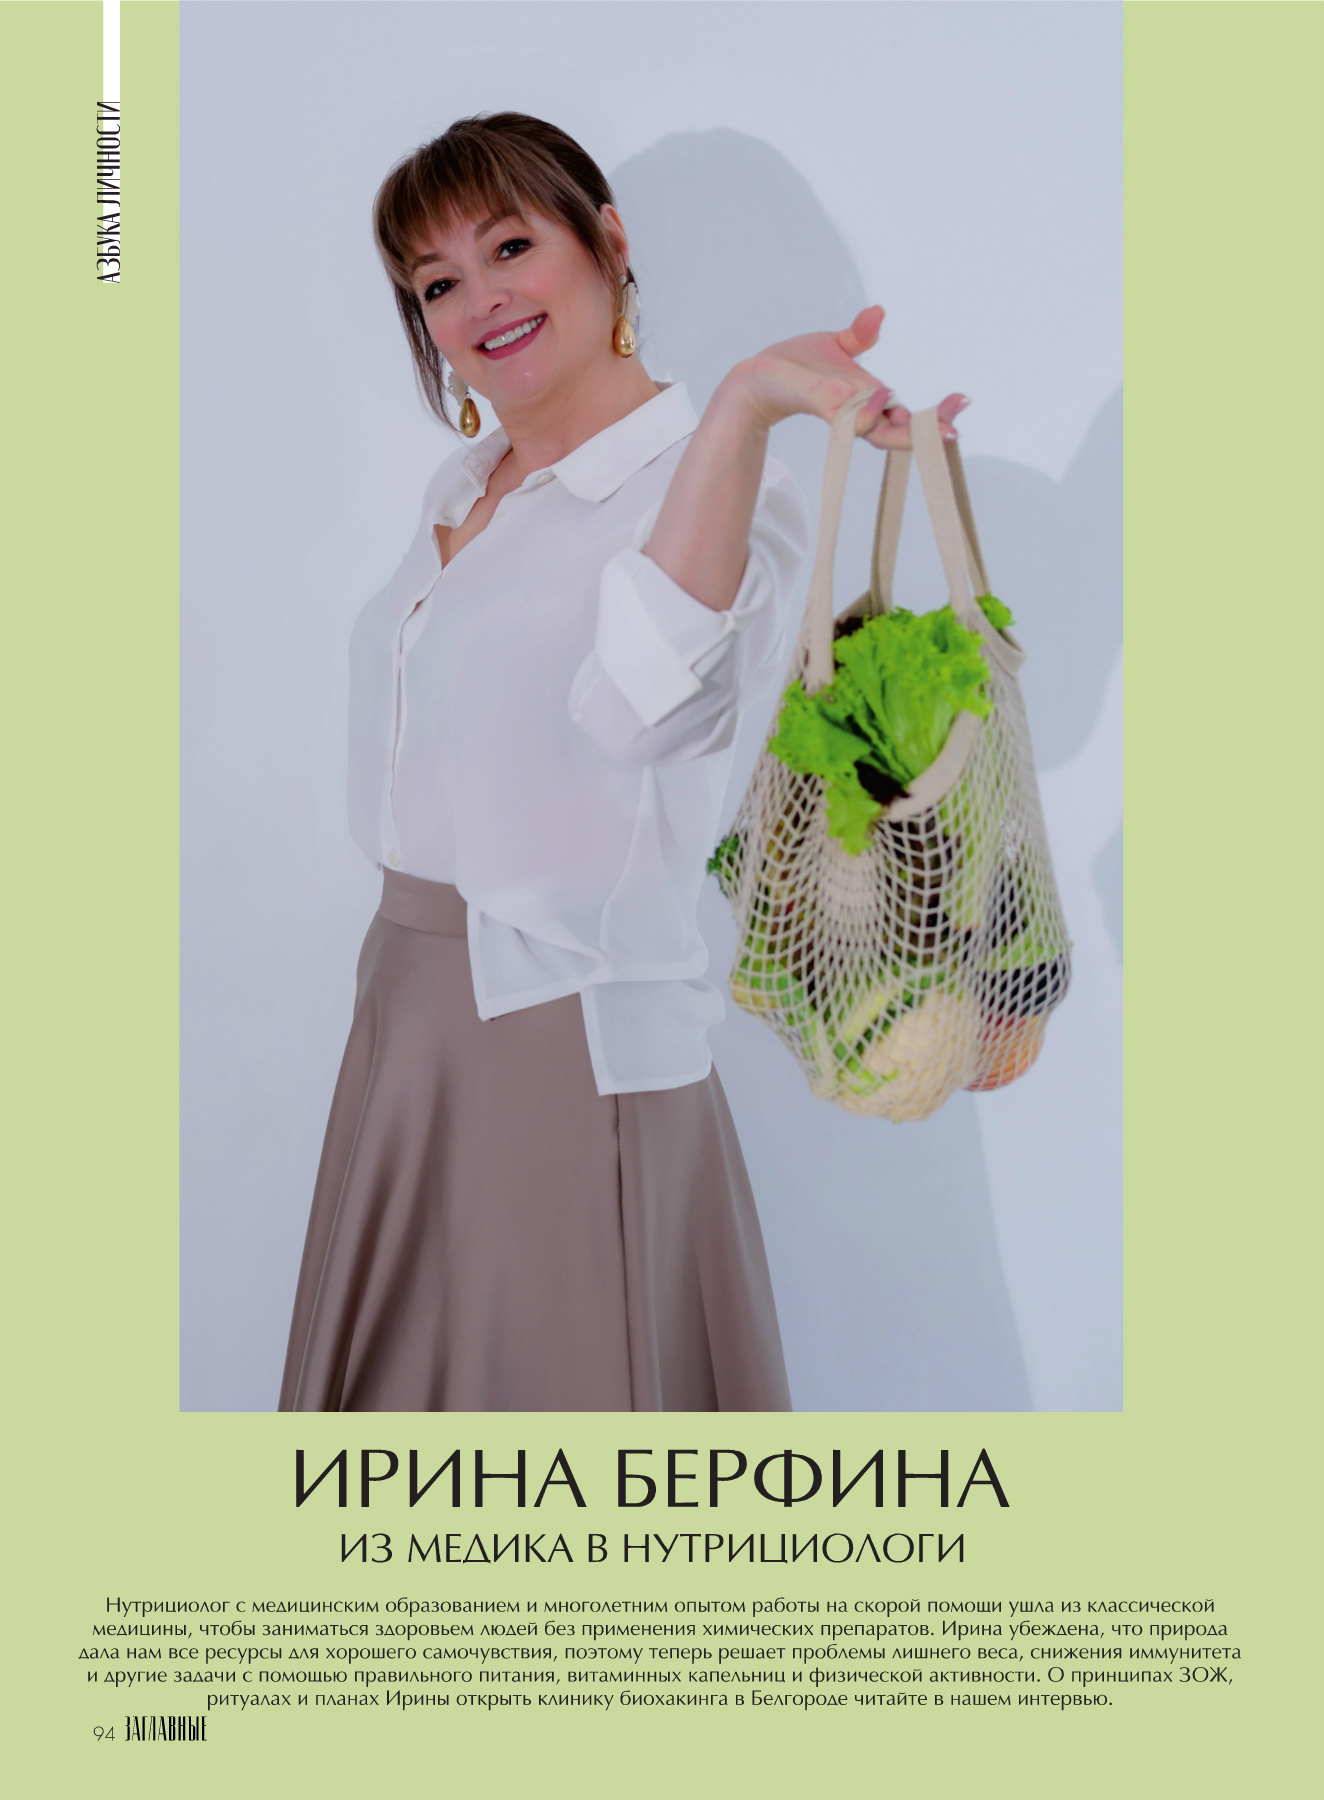 АЗБУКА ЛИЧНОСТИ
ИРИНА БЕРФИНА
ИЗ МЕДИКА В НУТРИЦИОЛОГИ
Нутрициолог с медицинским образованием и многолетним опытом работы на скорой помощи ушла из классической
медицины, чтобы заниматься здоровьем людей без применения химических препаратов. Ирина убеждена, что природа
дала нам все ресурсы для хорошего самочувствия, поэтому теперь решает проблемы лишнего веса, снижения иммунитета
и другие задачи с помощью правильного питания, витаминных капельниц и физической активности. О принципах ЗОЖ,
ритуалах и планах Ирины открыть клинику биохакинга в Белгороде читайте в нашем интервью.
94 ЗАГЛАВНЫЕ